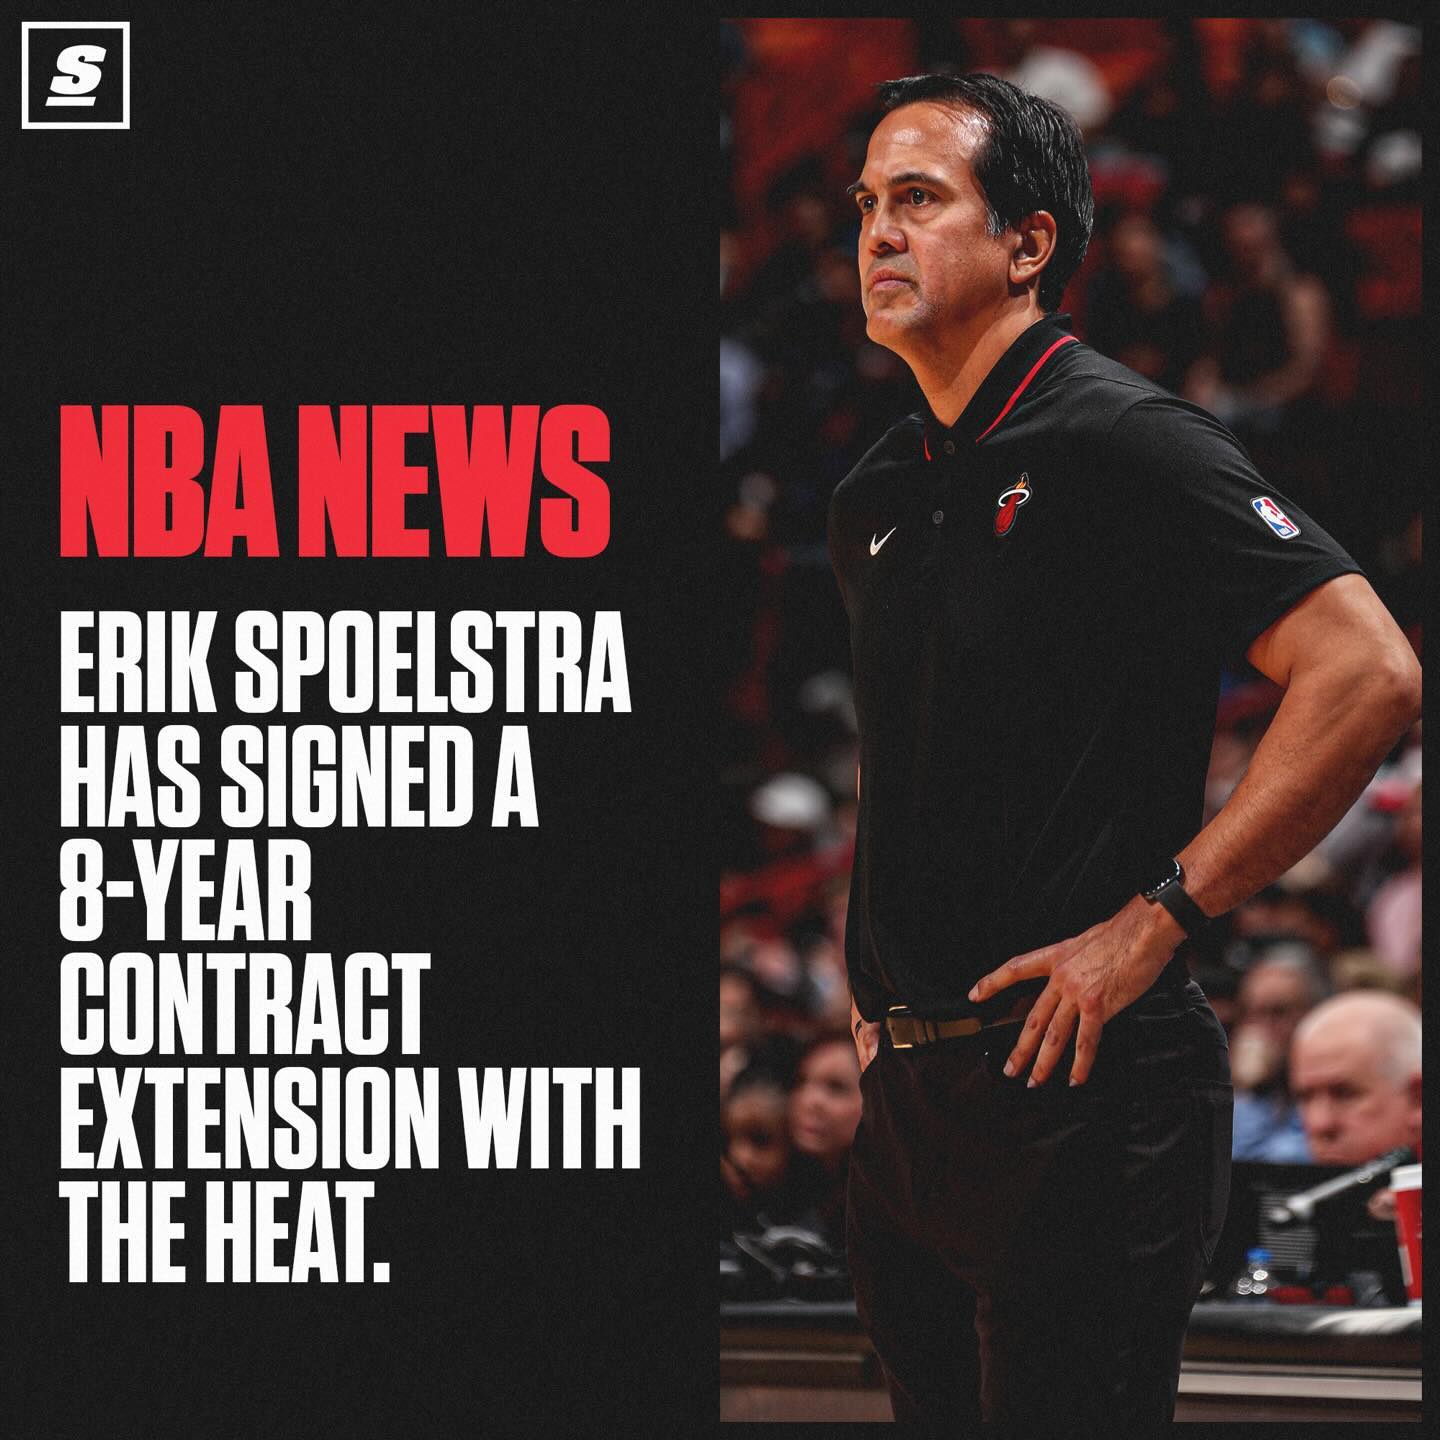 S
NBA NEWS
ERIK SPOELSTRA
HAS SIGNED A
8-YEAR
CONTRACT
EXTENSION WITH
THE HEAT.